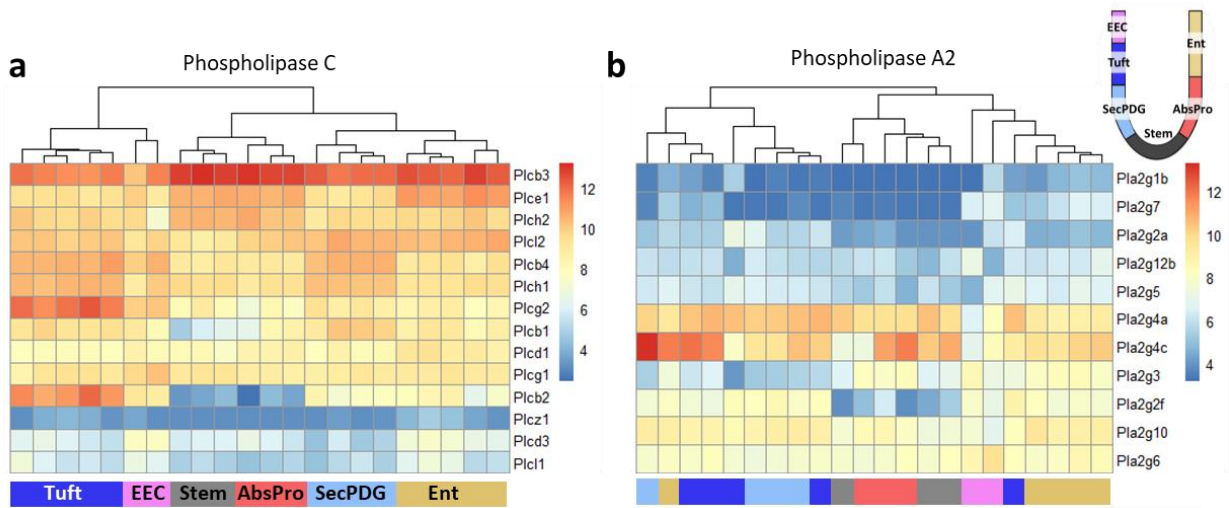 a
Phospholipase C
Plcb3
Plce1
Plch2
Plcl2
Plcb4
Plch1
Plcg2
Plcb1
Plcd1
Plcg1
Plcb2
Plcz1
Plcd3
Plcl1
12
10
8
6
4
Tuft EEC Stem AbsPro SecPDG Ent
b
Phospholipase A2
Pla2g1b
Pla2g7
Pla2g2a
Pla2g12b
Pla2g5
Pla2g4a
Pla2g4c
Pla2g3
Pla2g2f
Pla2g10
Pla2g6
12
10
8
6
4
EEC
Tuft
SecPDG
Stem
AbsPro
Ent